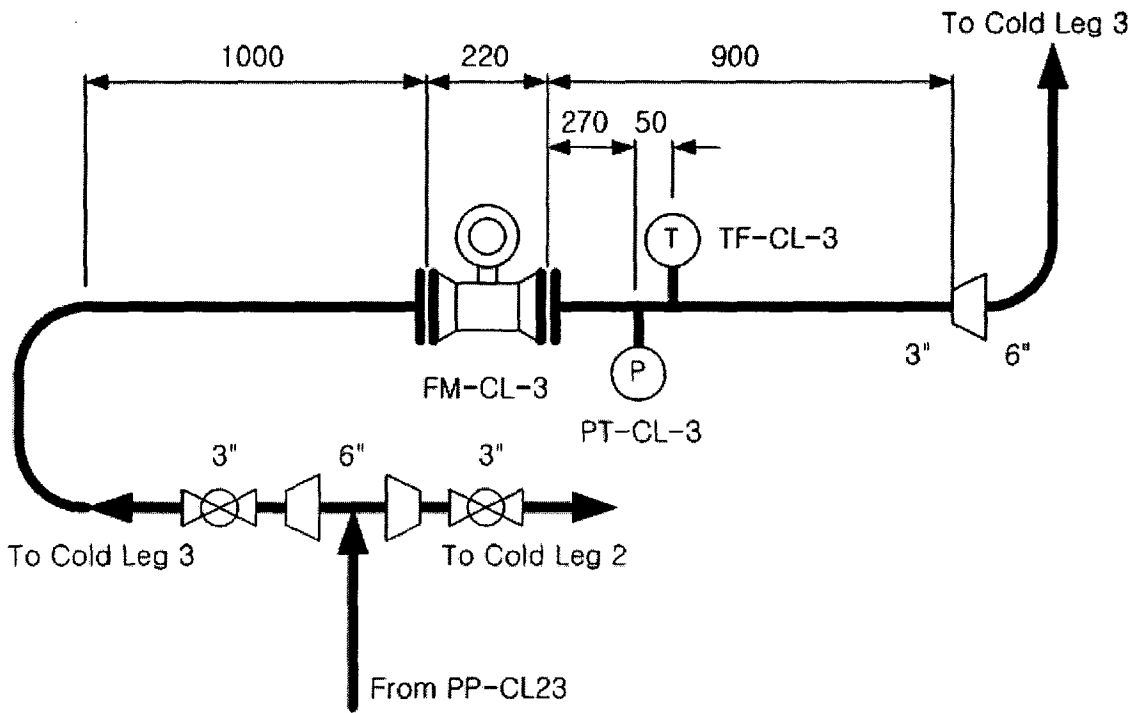 To Cold Leg 3
1000
220
900
270
50
T
TF-CL-3
3"
6"
FM-CL-3
P
PT-CL-3
3"
6"
3"
To Cold Leg 3
To Cold Leg 2
From PP-CL23